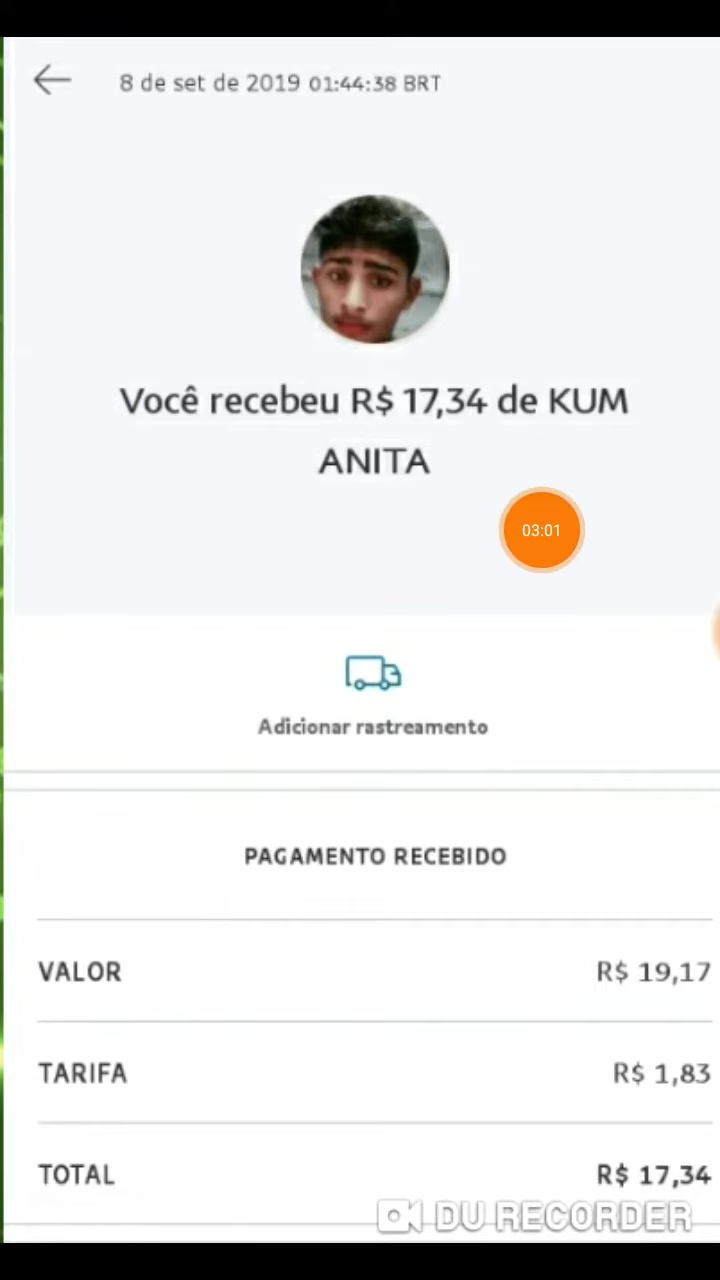 8 de set de 2019 01:44:38 BRT
Você recebeu R$ 17,34 de KUM
ANITA
03:01
Adicionar rastreamento
PAGAMENTO RECEBIDO
VALOR R$ 19,17
TARIFA R$ 1,83
TOTAL R$ 17,34
DU RECORDER